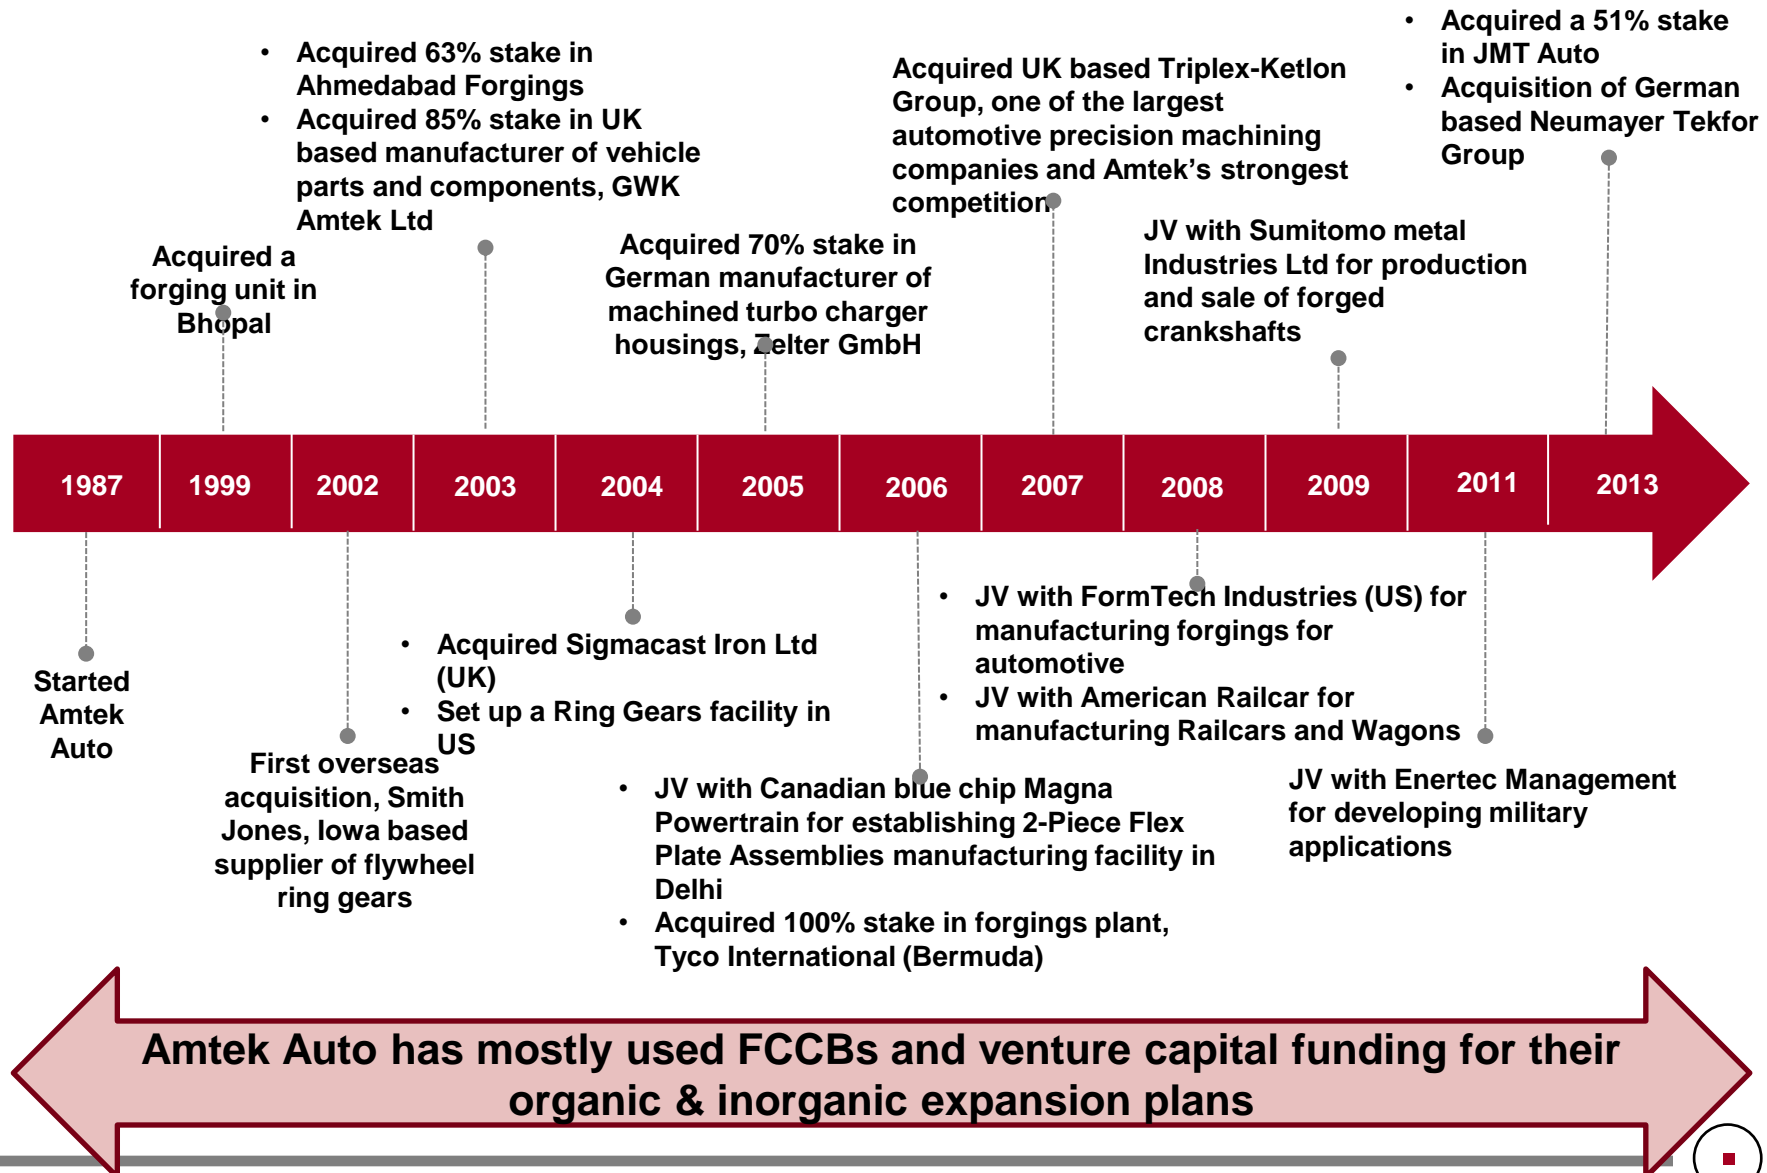 • Acquired 63% stake in
Ahmedabad Forgings
• Acquired 85% stake in UK
based manufacturer of vehicle
parts and components, GWK
Amtek Ltd
Acquired UK based Triplex-Ketlon
Group, one of the largest
automotive precision machining
companies and Amtek’s strongest
competition
• Acquired a 51% stake
in JMT Auto
• Acquisition of German
based Neumayer Tekfor
Group
Acquired a
forging unit in
Bhopal
Acquired 70% stake in
German manufacturer of
machined turbo charger
housings, Zelter GmbH
JV with Sumitomo metal
Industries Ltd for production
and sale of forged
crankshafts
1987 1999 2002 2003 2004 2005 2006 2007 2008 2009 2011 2013
Started
Amtek
Auto
First overseas
acquisition, Smith
Jones, Iowa based
supplier of flywheel
ring gears
• Acquired Sigmacast Iron Ltd
(UK)
• Set up a Ring Gears facility in
US
• JV with Canadian blue chip Magna
Powertrain for establishing 2-Piece Flex
Plate Assemblies manufacturing facility in
Delhi
• Acquired 100% stake in forgings plant,
Tyco International (Bermuda)
• JV with FormTech Industries (US) for
manufacturing forgings for
automotive
• JV with American Railcar for
manufacturing Railcars and Wagons
JV with Enertec Management
for developing military
applications
Amtek Auto has mostly used FCCBs and venture capital funding for their
organic & inorganic expansion plans